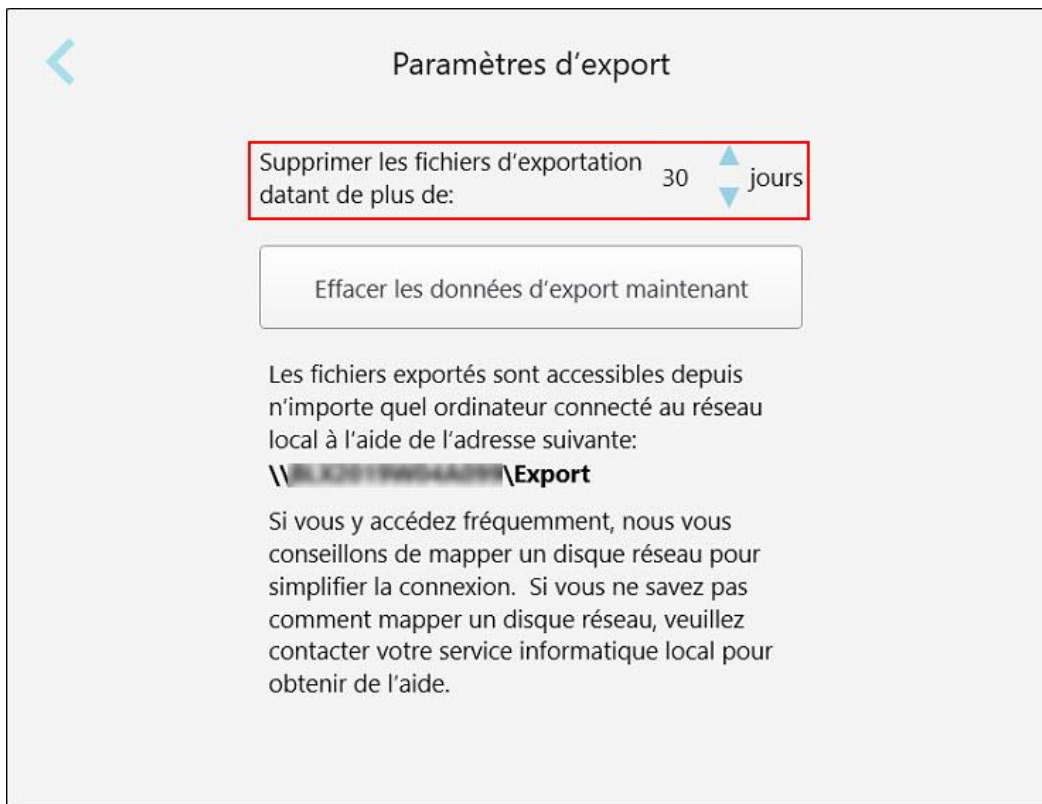 Paramètres d'export
Supprimer les fichiers d'exportation
datant de plus de:
30
jours
Effacer les données d'export maintenant
Les fichiers exportés sont accessibles depuis
n'importe quel ordinateur connecté au réseau
local à l'aide de l'adresse suivante:
\\ \Export
Si vous y accédez fréquemment, nous vous
conseillons de mapper un disque réseau pour
simplifier la connexion.  Si vous ne savez pas
comment mapper un disque réseau, veuillez
contacter votre service informatique local pour
obtenir de l'aide.